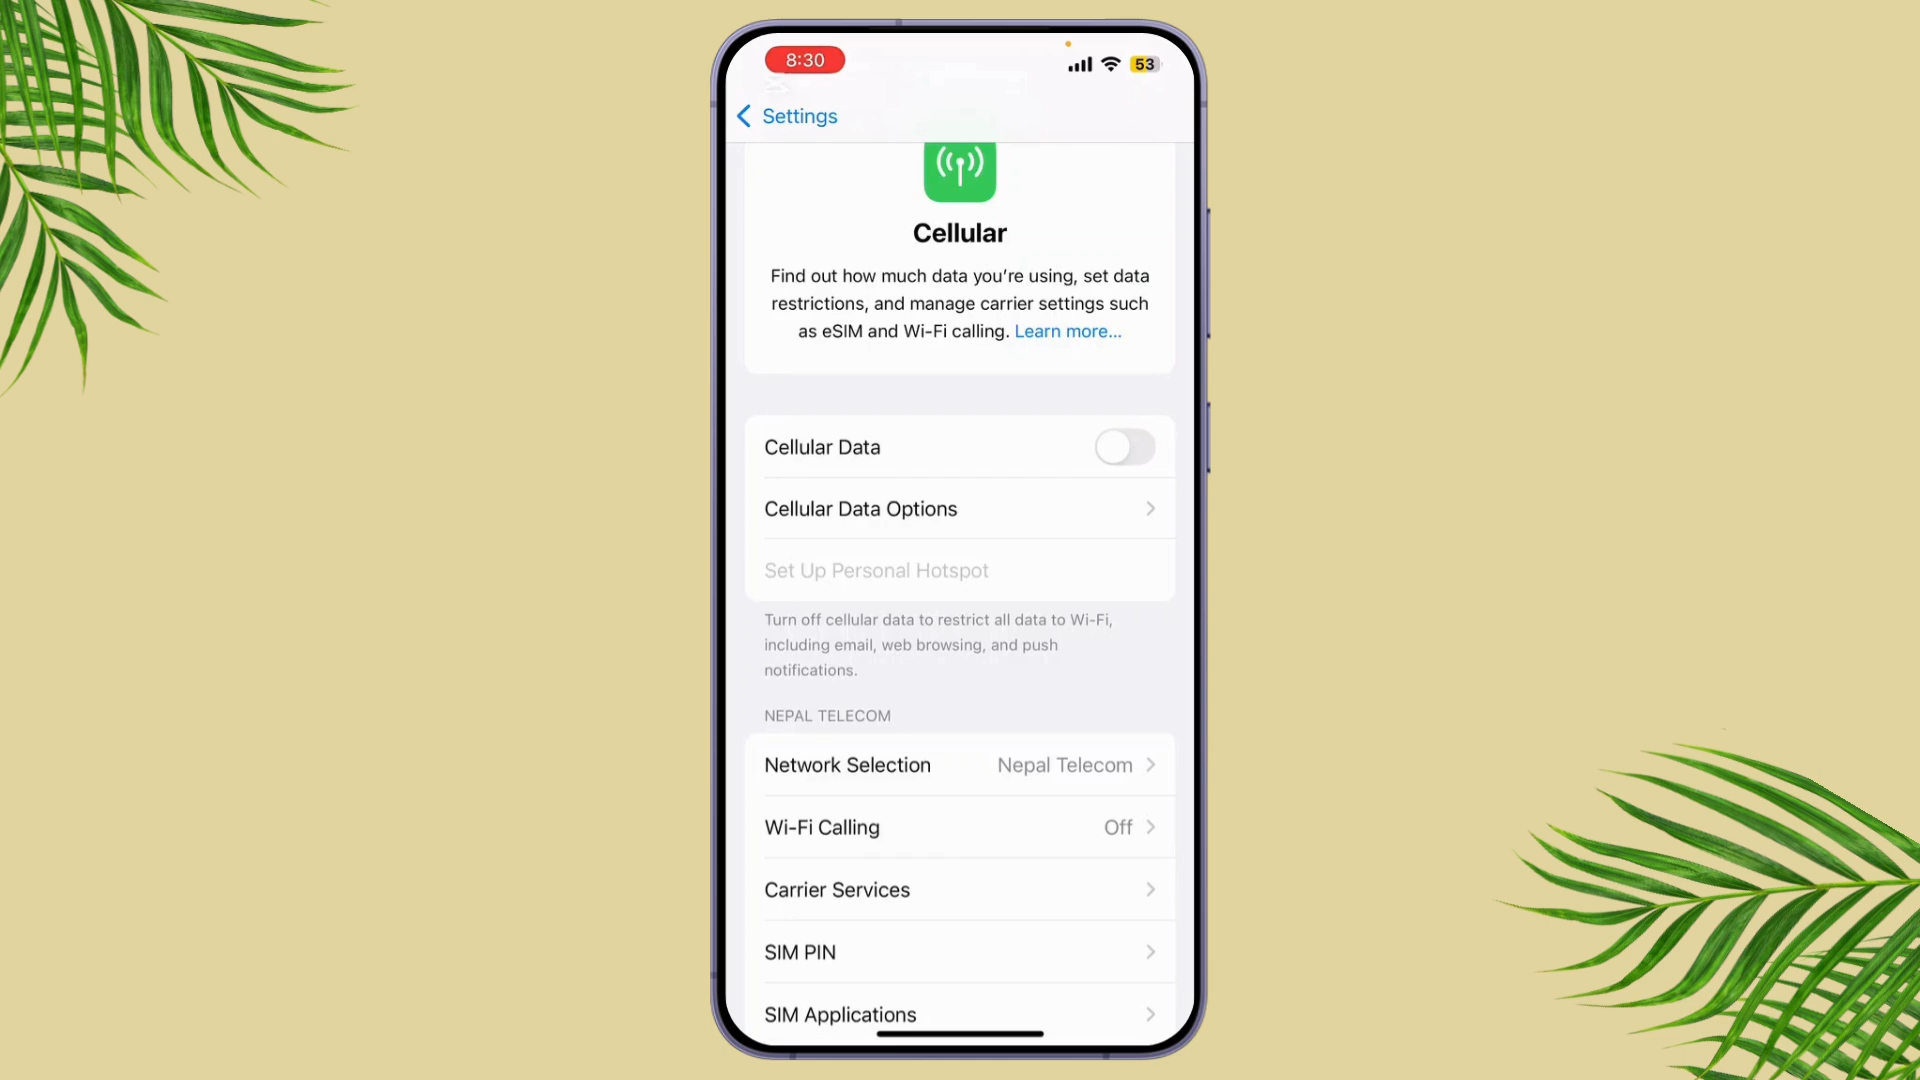 8:30
53
Settings
Cellular
Find out how much data you're using, set data
restrictions, and manage carrier settings such
as eSIM and Wi-Fi calling. Learn more...
Cellular Data
Cellular Data Options
Set Up Personal Hotspot
Turn off cellular data to restrict all data to Wi-Fi,
including email, web browsing, and push
notifications.
NEPAL TELECOM
Network Selection Nepal Telecom
Wi-Fi Calling Off
Carrier Services
SIM PIN
SIM Applications